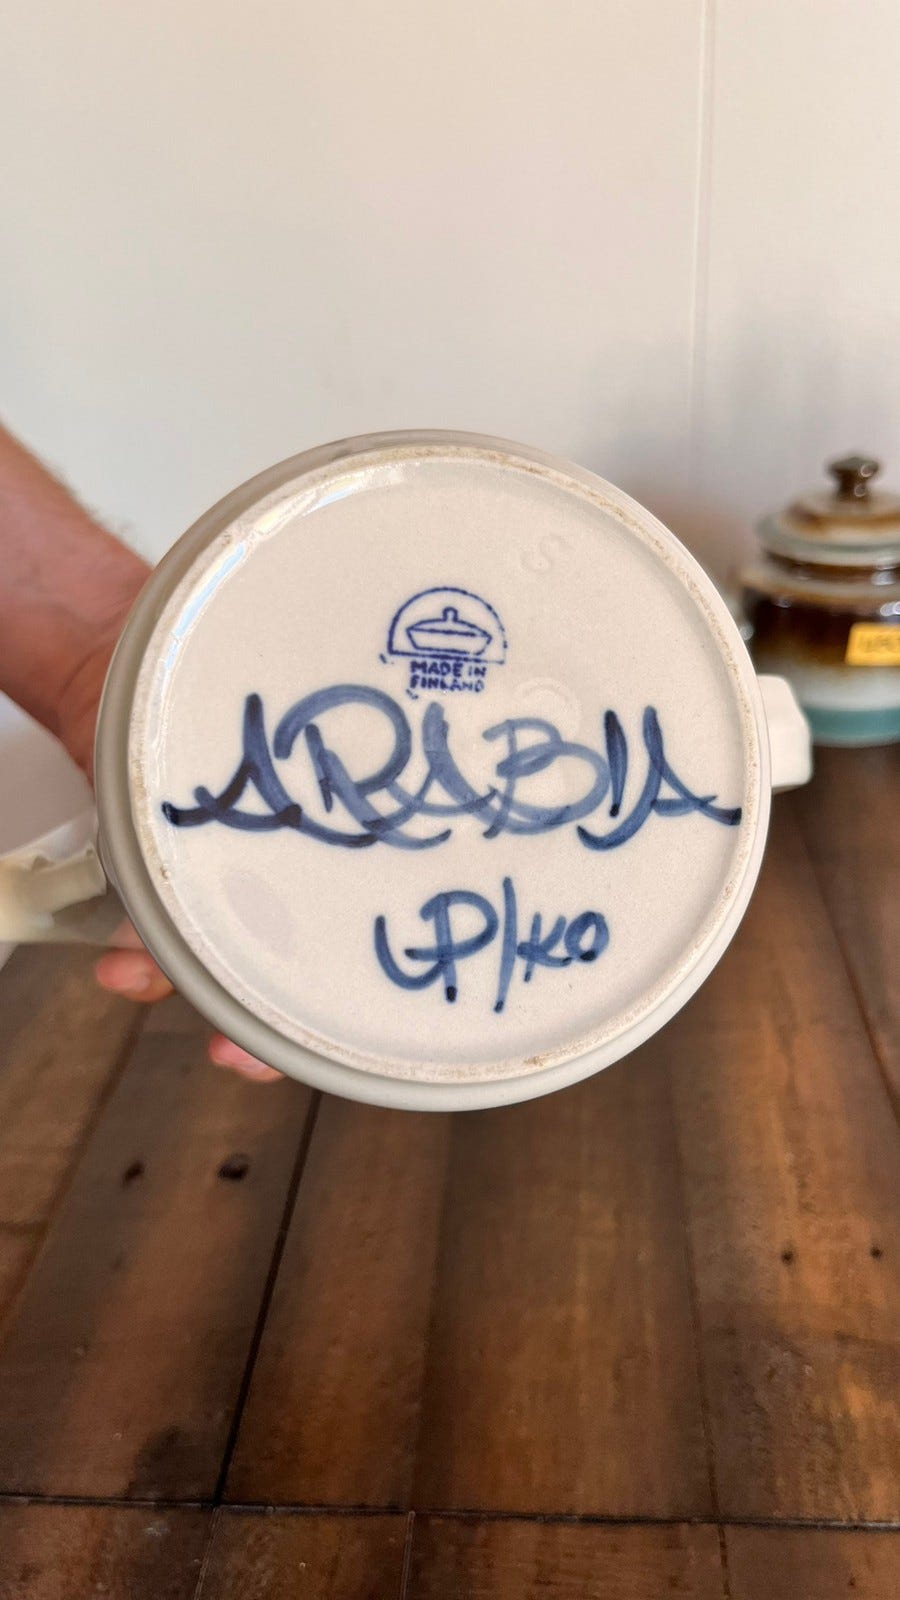 MADE IN
FINLAND
ARABIA
UP/KO